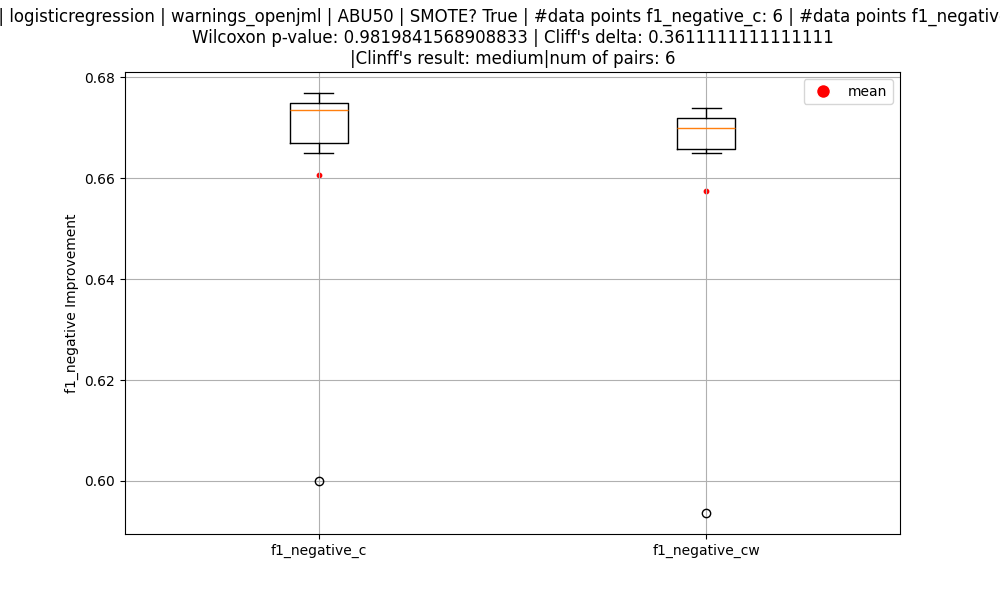 | logisticregression | warnings_openjml | ABU50 | SMOTE? True | #data points f1_negative_c: 6 | #data points f1_negativ
Wilcoxon p-value: 0.9819841568908833 | Cliff's delta: 0.3611111111111111
|Clinff's result: medium|num of pairs: 6
mean
0.68
0.66
0.64
0.62
0.60
f1_negative Improvement
f1_negative_c
f1_negative_cw